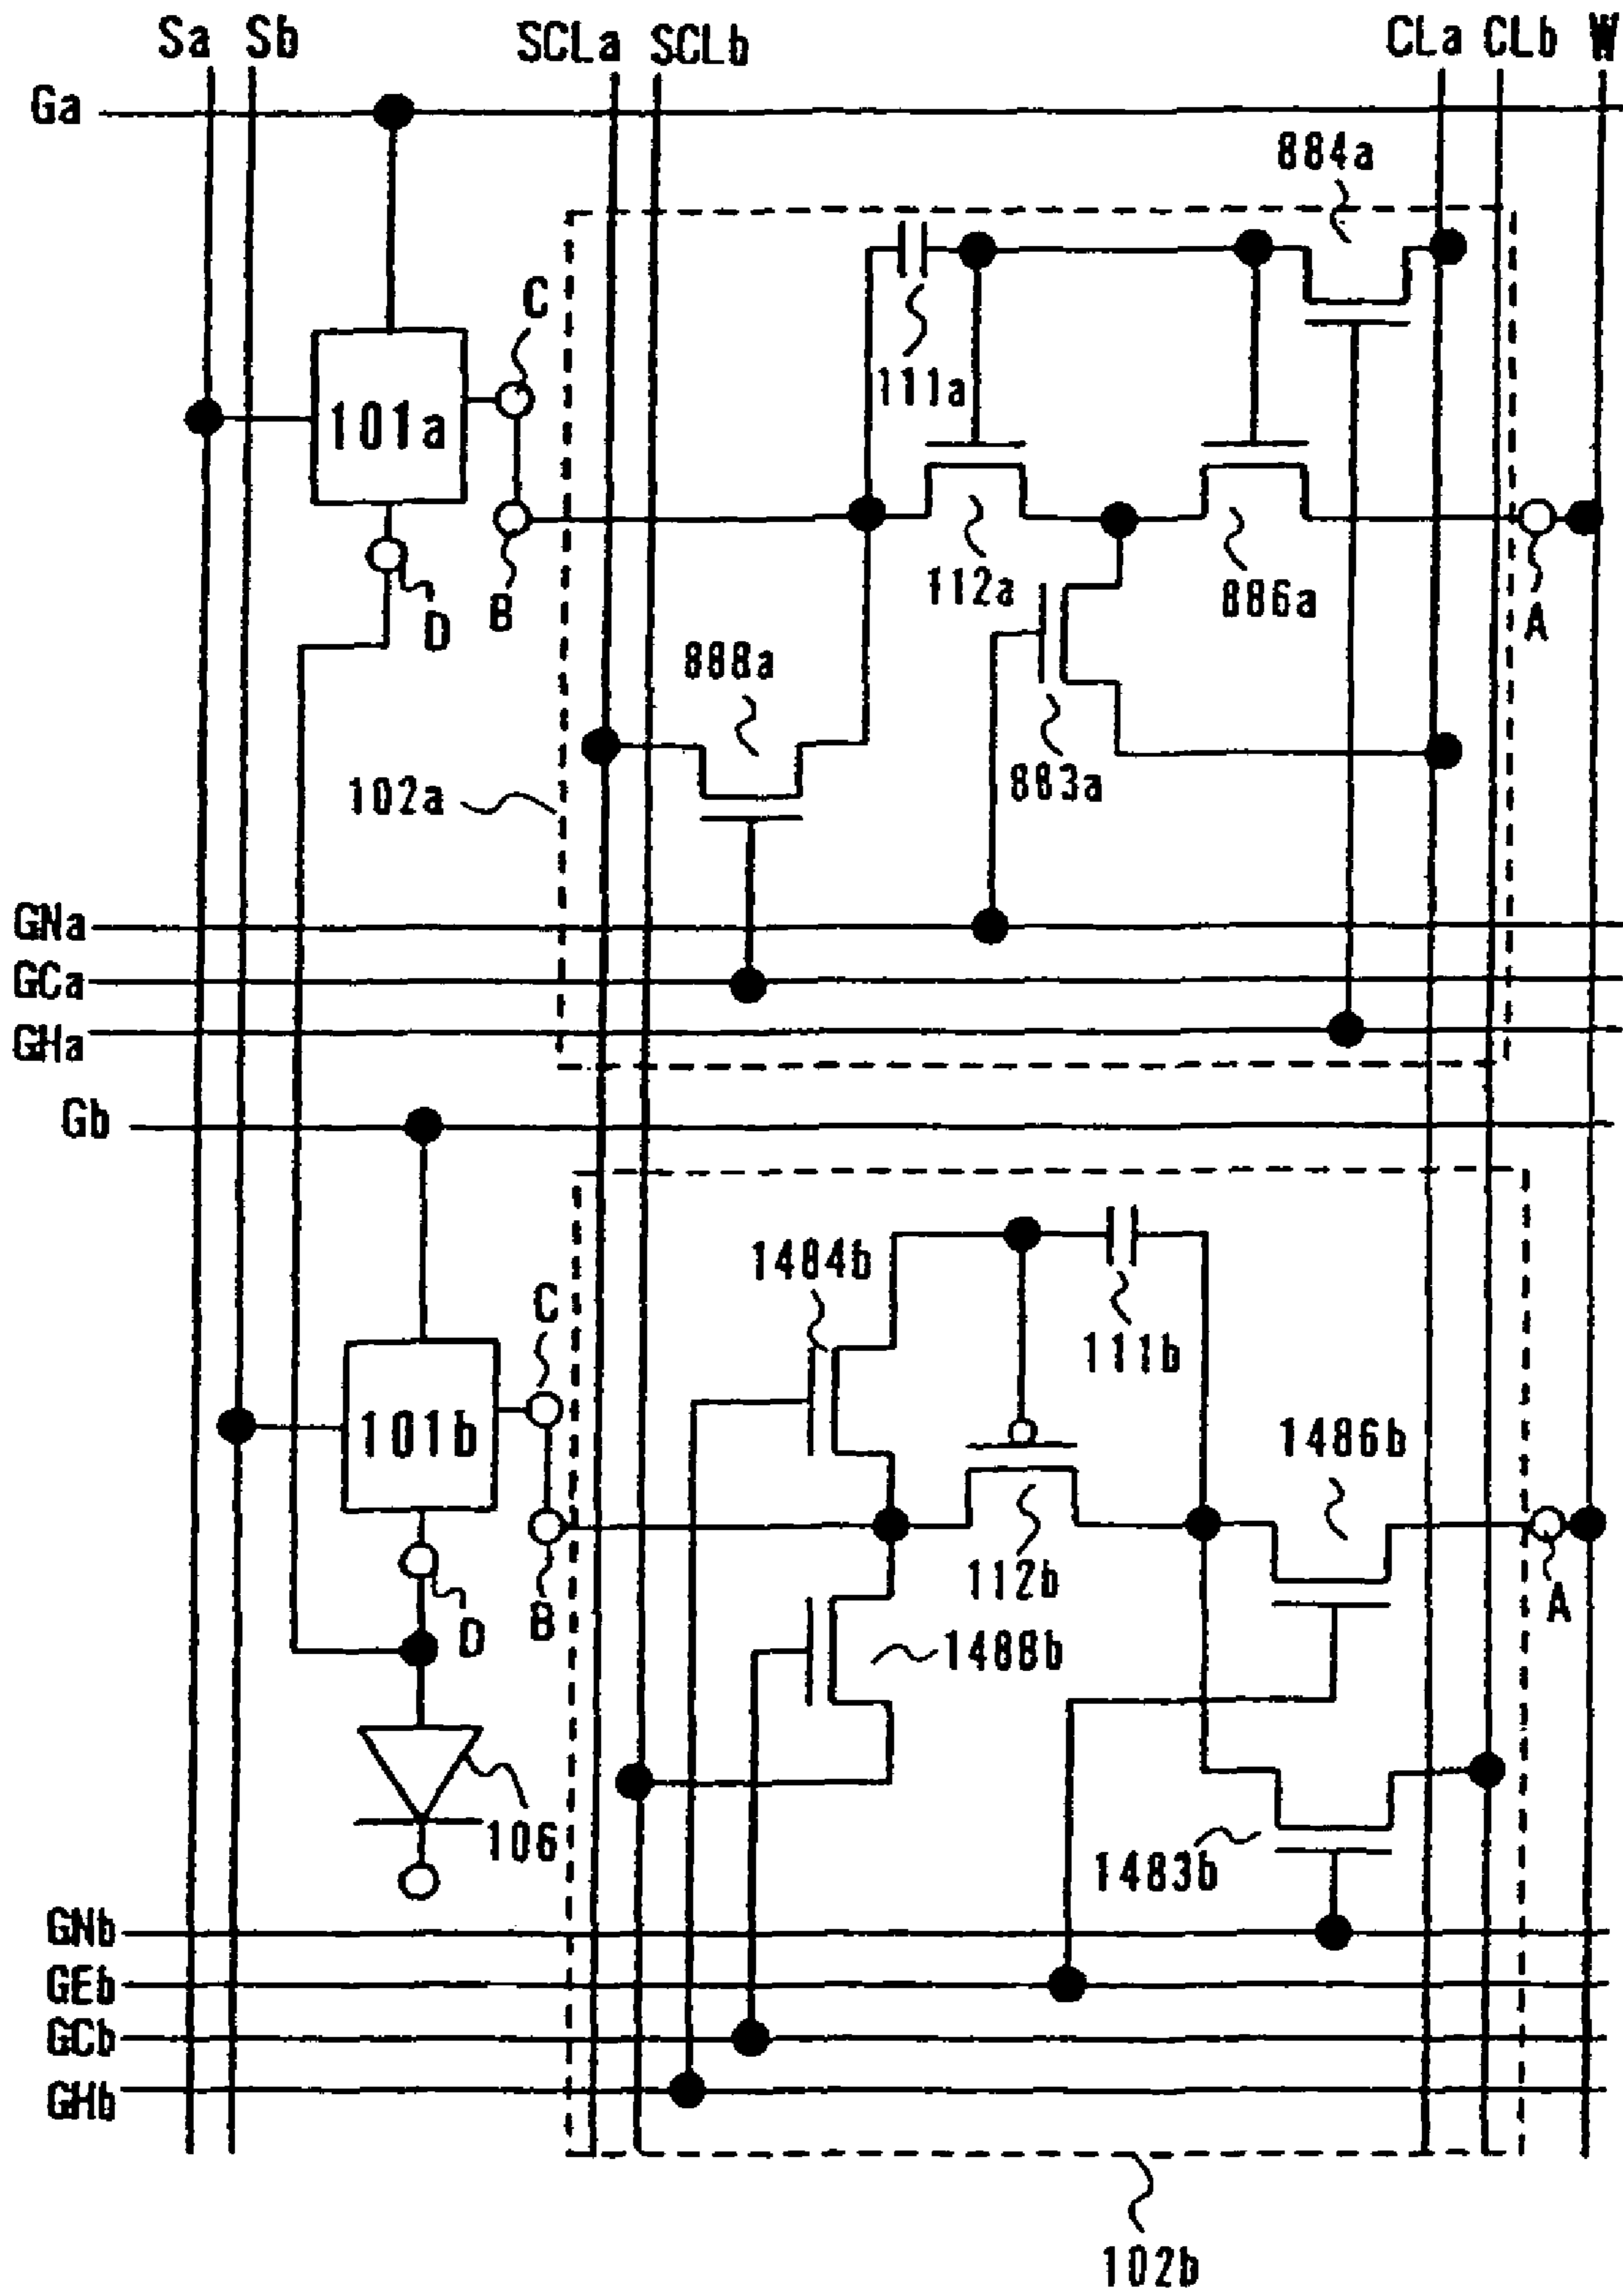 Sa Sb SCLa SCLb CLa CLb W
Ga
884a
C
111a
101a
112a
886a
B
D
A
888a
883a
102a
GNa
GCa
GHa
Gb
1484b
C
111b
101b
1486b
112b
B
D
A
1488b
106
1483b
GNb
GEb
GCb
GHb
102b